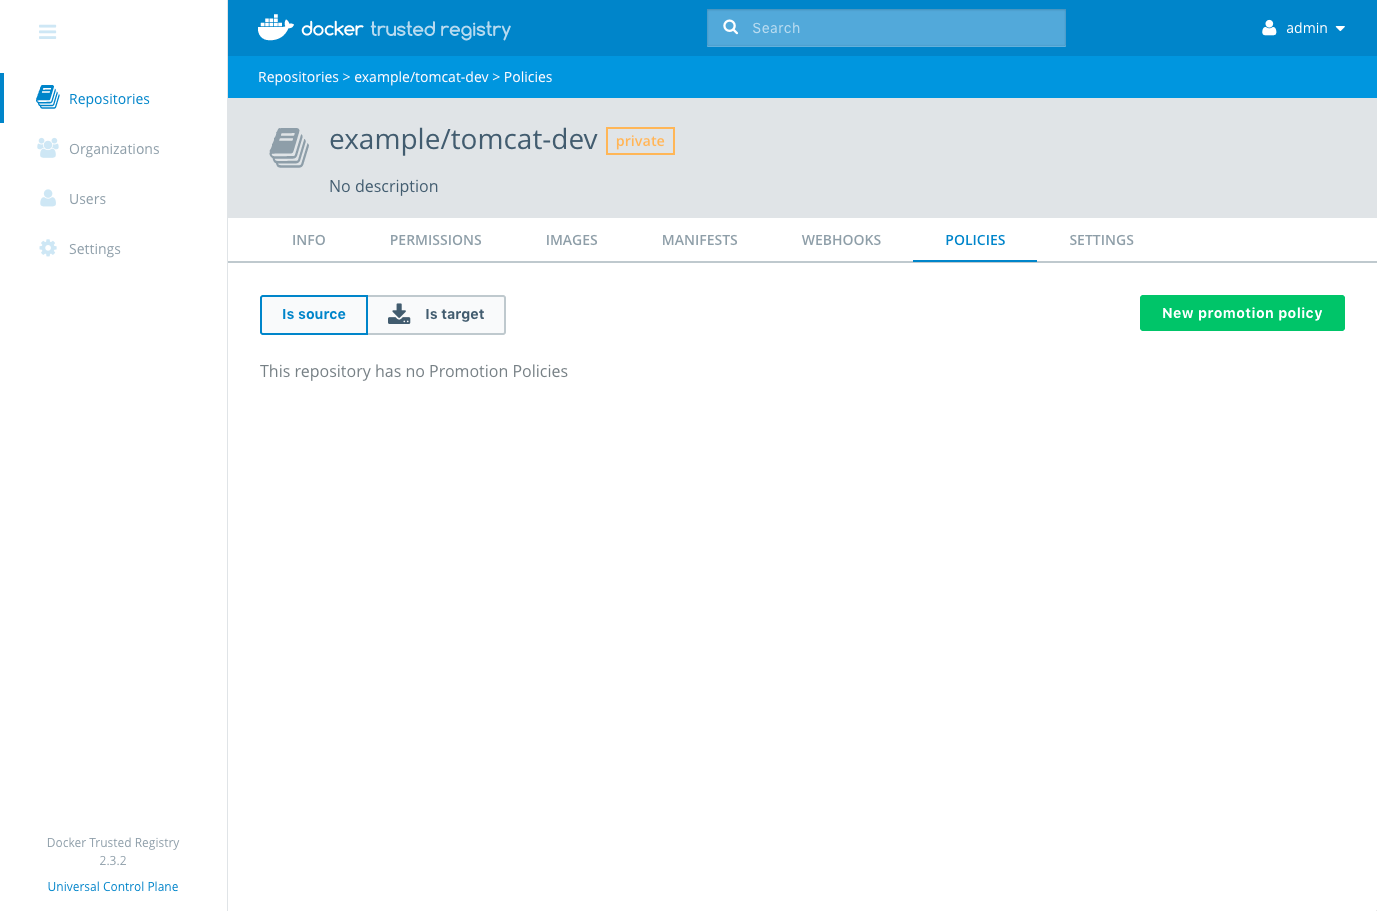 docker trusted registry
Search
admin
Repositories > example/tomcat-dev > Policies
Repositories
Organizations
Users
Settings
example/tomcat-dev private
No description
INFO PERMISSIONS IMAGES MANIFESTS WEBHOOKS POLICIES SETTINGS
Is source Is target New promotion policy
This repository has no Promotion Policies
Docker Trusted Registry
2.3.2
Universal Control Plane